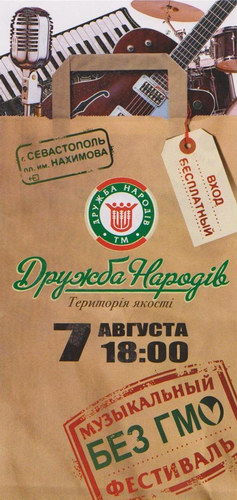 г. СЕВАСТОПОЛЬ
пл. им. НАХИМОВА
ВХОД
БЕСПЛАТНЫЙ
ДРУЖБА НАРОДІВ
ТМ
Дружба Народів
Територія якості
7 АВГУСТА
18:00
МУЗЫКАЛЬНЫЙ
БЕЗ ГМО
ФЕСТИВАЛЬ